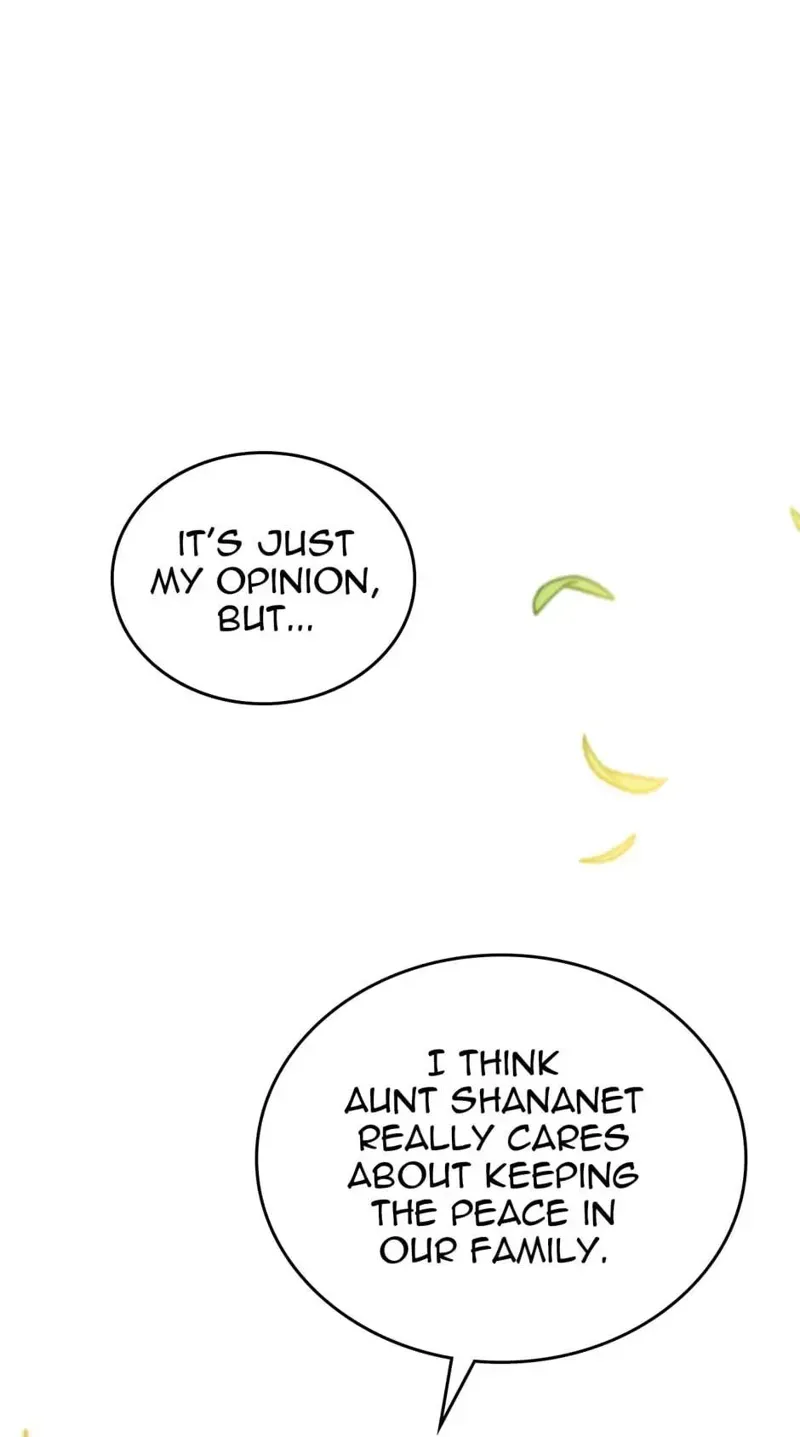 IT'S JUST
MY OPINION,
BUT...
I THINK
AUNT SHANANET
REALLY CARES
ABOUT KEEPING
THE PEACE IN
OUR FAMILY.